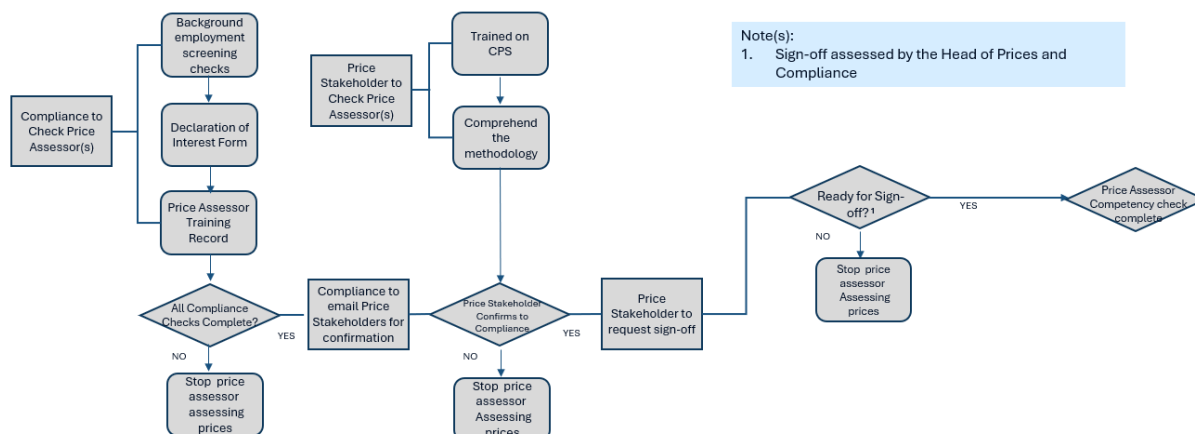 Background
employment
screening
checks
Compliance to
Check Price
Assessor(s)
Declaration of
Interest Form
Price Assessor
Training
Record
All Compliance
Checks Complete?
YES
NO
Stop price
assessor
assessing
prices
Compliance to
email Price
Stakeholders for
confirmation
Price
Stakeholder to
Check Price
Assessor(s)
Trained on
CPS
Comprehend
the
methodology
Price Stakeholder
Confirms to
Compliance
YES
NO
Stop price
assessor
Assessing
prices
Price
Stakeholder to
request sign-off
Note(s):
1. Sign-off assessed by the Head of Prices and
Compliance
Ready for Sign-
off? ¹
YES
NO
Stop price
assessor
Assessing
prices
Price Assessor
Competency check
complete